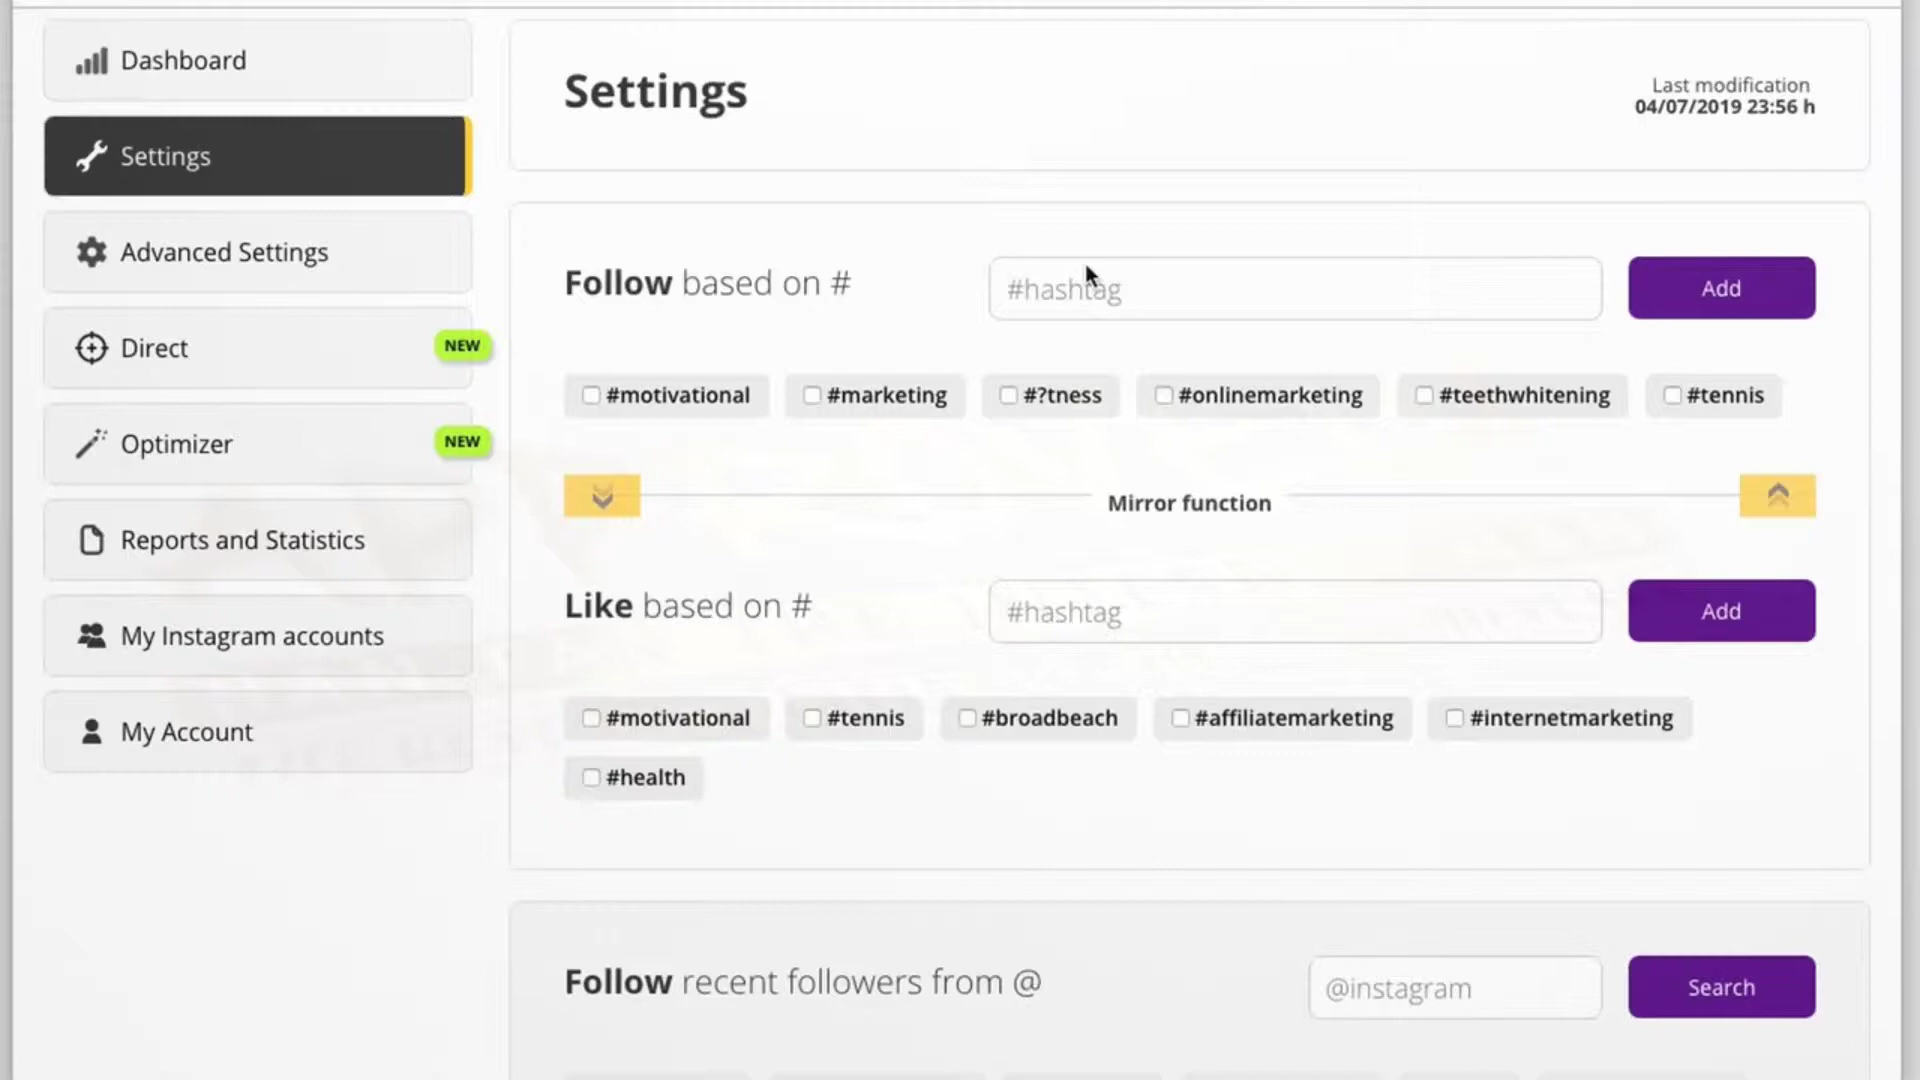 Dashboard
Settings
Advanced Settings
Direct
NEW
Optimizer
NEW
Reports and Statistics
My Instagram accounts
My Account
Settings
Last modification
04/07/2019 23:56 h
Follow based on #
#hashtag
Add
#motivational #marketing #?tness #onlinemarketing #teethwhitening #tennis
Mirror function
Like based on #
#hashtag
Add
#motivational #tennis #broadbeach #affiliatemarketing #internetmarketing
#health
Follow recent followers from @
@instagram
Search